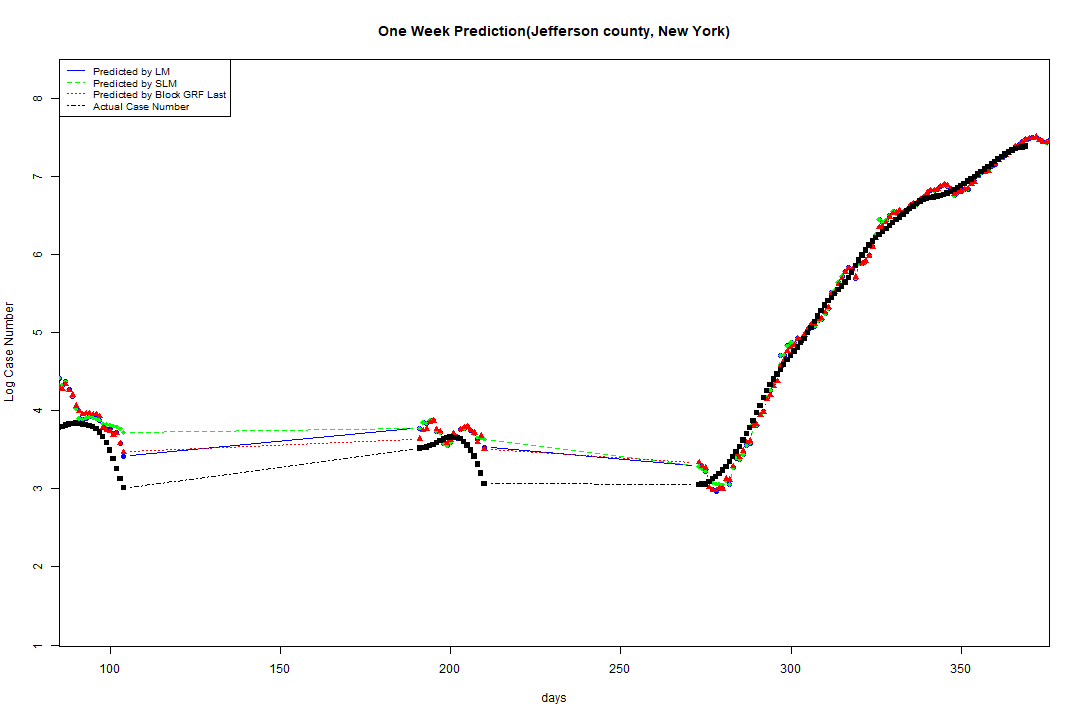 One Week Prediction(Jefferson county, New York)
Predicted by LM
Predicted by SLM
Predicted by Block GRF Last
Actual Case Number
8
7
6
5
4
3
2
1
Log Case Number
100 150 200 250 300 350
days